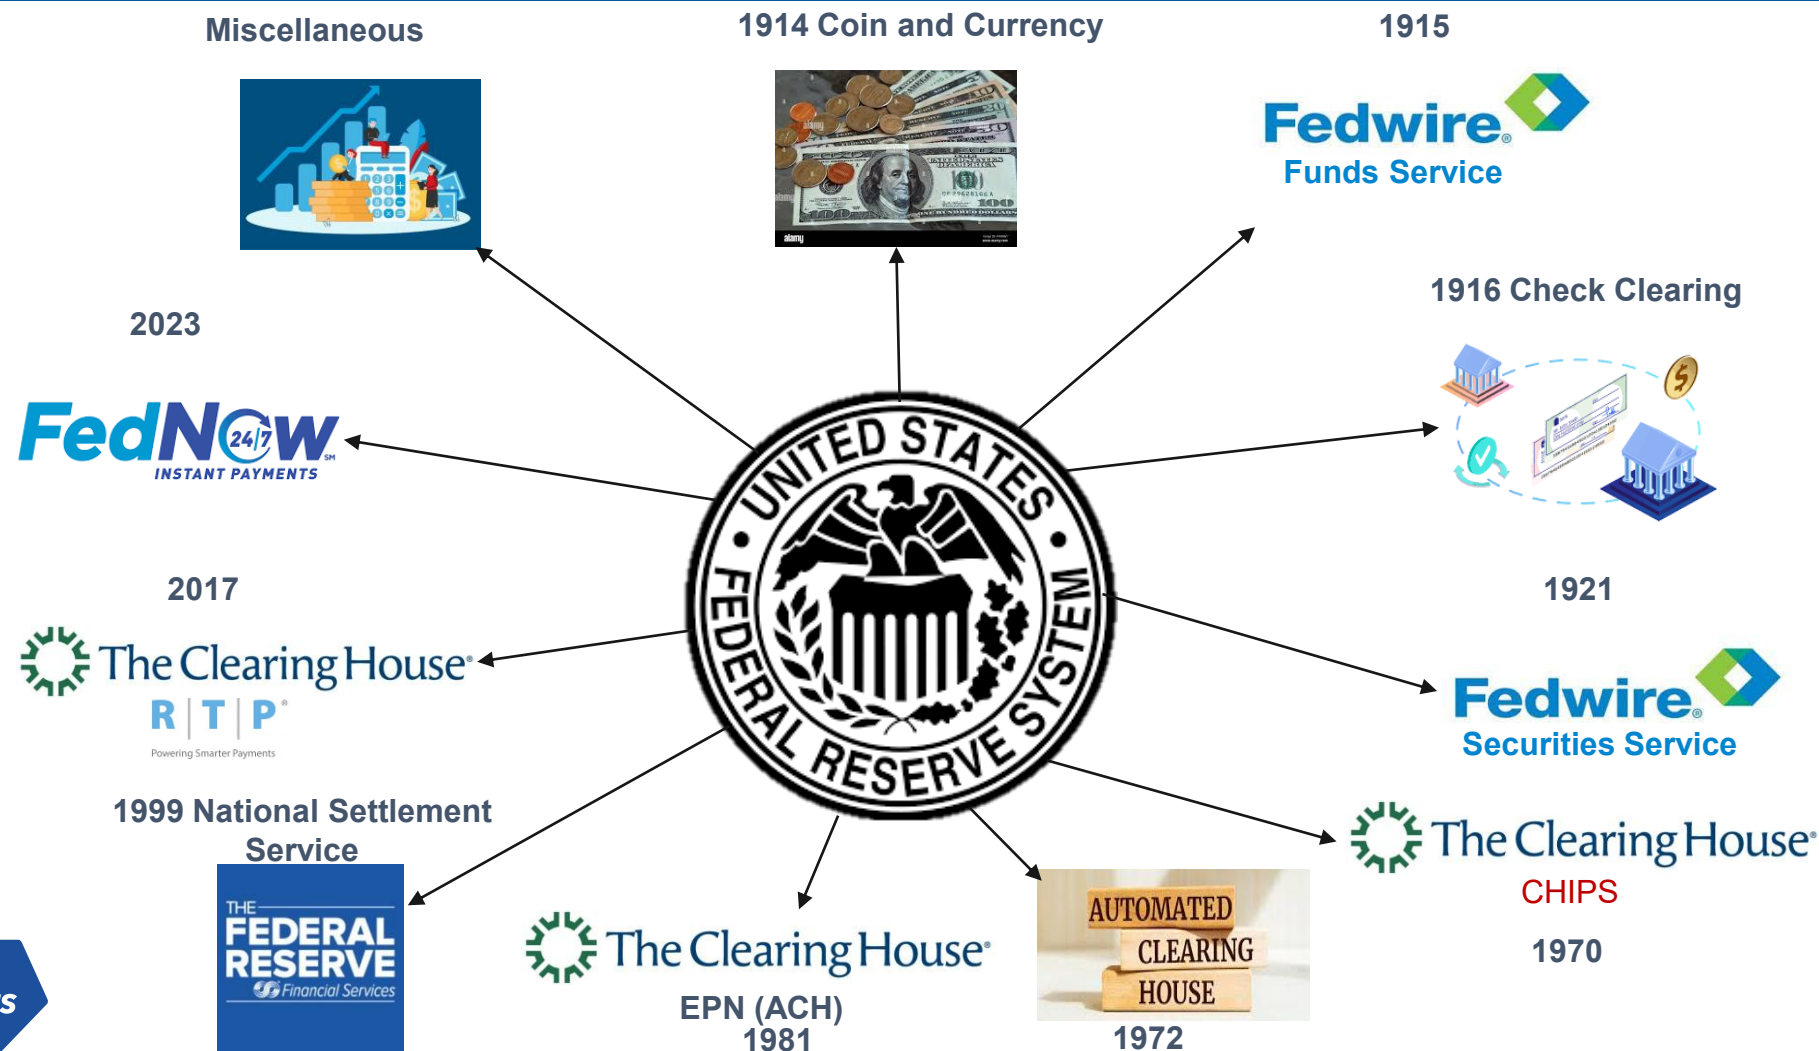 Miscellaneous
1914 Coin and Currency
1915
Fedwire®
Funds Service
1916 Check Clearing
2023
FedNow℠
24/7
INSTANT PAYMENTS
UNITED STATES
FEDERAL RESERVE SYSTEM
2017
The Clearing House®
R|T|P®
Powering Smarter Payments
1921
Fedwire®
Securities Service
1999 National Settlement
Service
THE
FEDERAL
RESERVE
Financial Services
The Clearing House®
CHIPS
1970
The Clearing House®
EPN (ACH)
1981
AUTOMATED
CLEARING
HOUSE
1972
alamy
100